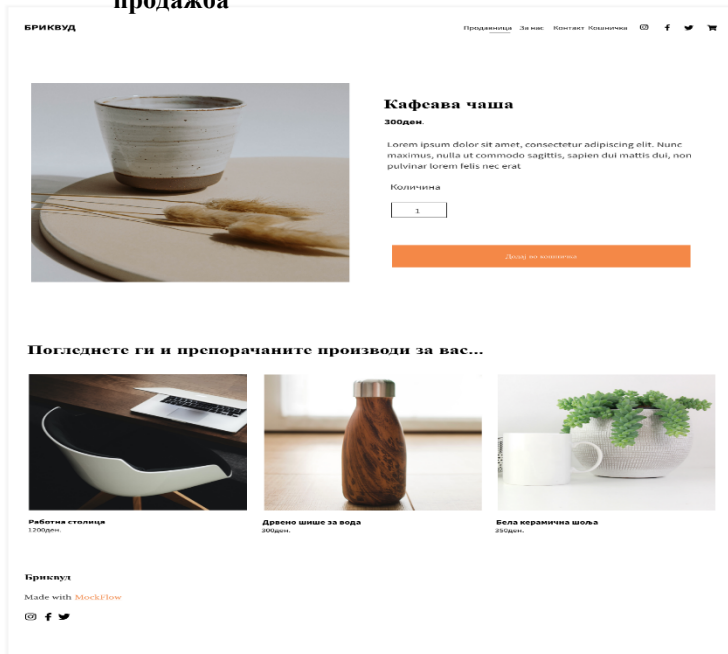 продажба
БРИКВУД
Продавница За нас Контакт Кошничка
Кафеава чаша
300ден.
Lorem ipsum dolor sit amet, consectetur adipiscing elit. Nunc
maximus, nulla ut commodo sagittis, sapien dui mattis dui, non
pulvinar lorem felis nec erat
Количина
1
Додај во кошничка
Погледнете ги и препорачаните производи за вас...
Работна столица
1200ден.
Дрвено шише за вода
300ден.
Бела керамична шоља
350ден.
Бриквуд
Made with MockFlow